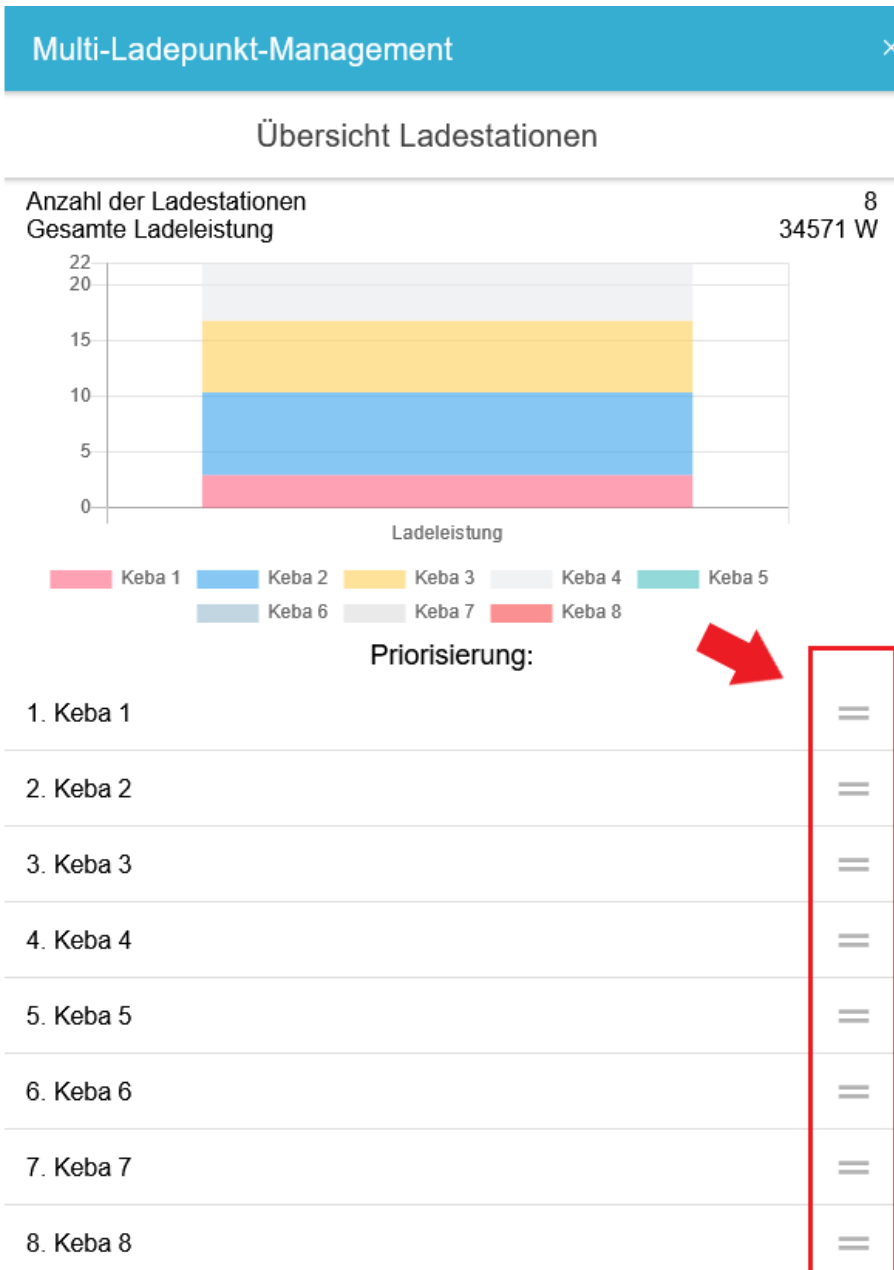 Multi-Ladepunkt-Management ×
Übersicht Ladestationen
Anzahl der Ladestationen 8
Gesamte Ladeleistung 34571 W
22
20
15
10
5
0
Ladeleistung
Keba 1 Keba 2 Keba 3 Keba 4 Keba 5
Keba 6 Keba 7 Keba 8
Priorisierung:
1. Keba 1
2. Keba 2
3. Keba 3
4. Keba 4
5. Keba 5
6. Keba 6
7. Keba 7
8. Keba 8